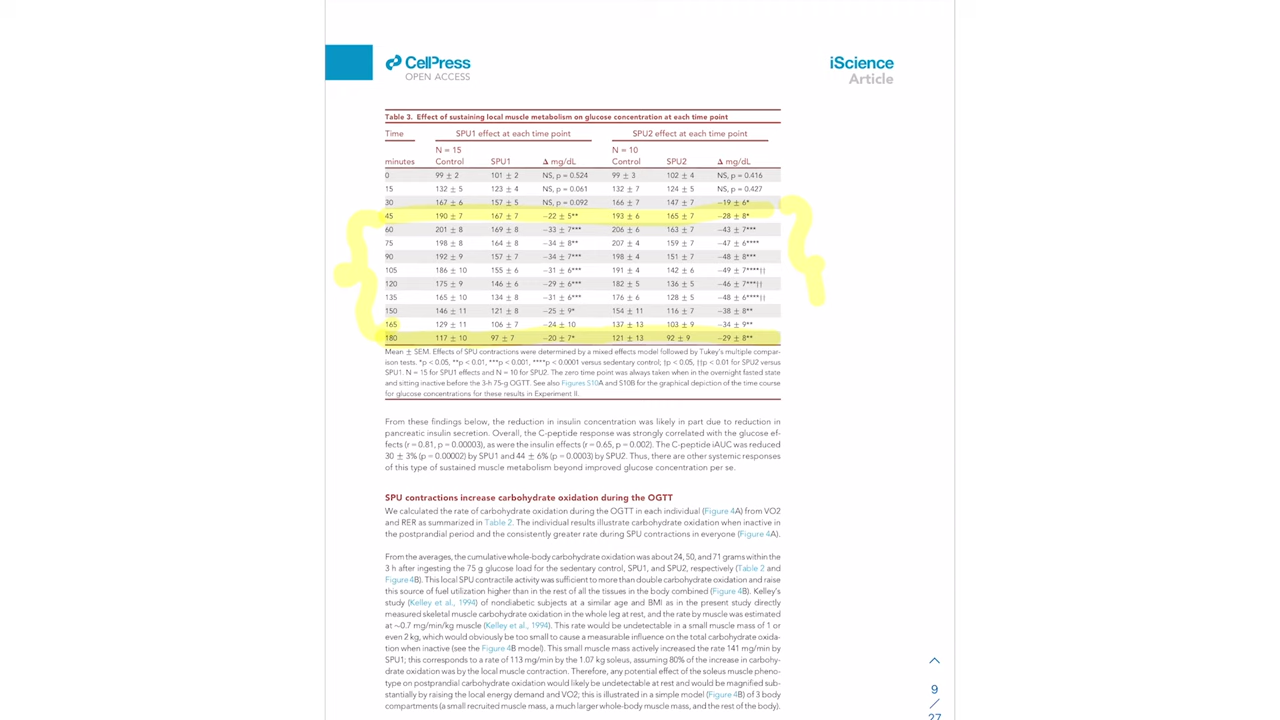 CellPress
OPEN ACCESS
iScience
Article
Table 3. Effect of sustaining local muscle metabolism on glucose concentration at each time point
Time SPU1 effect at each time point SPU2 effect at each time point
N = 15 N = 10
minutes Control SPU1 Δ mg/dL Control SPU2 Δ mg/dL
0 99 ± 2 101 ± 2 NS, p = 0.524 99 ± 3 102 ± 4 NS, p = 0.416
15 132 ± 5 123 ± 4 NS, p = 0.061 132 ± 7 124 ± 5 NS, p = 0.427
30 167 ± 6 157 ± 5 NS, p = 0.092 166 ± 7 147 ± 7 −19 ± 6*
45 190 ± 7 167 ± 7 −22 ± 5** 193 ± 6 165 ± 7 −28 ± 8*
60 201 ± 8 169 ± 8 −33 ± 7*** 206 ± 6 163 ± 7 −43 ± 7***
75 198 ± 8 164 ± 8 −34 ± 8** 207 ± 4 159 ± 7 −47 ± 6****
90 192 ± 9 157 ± 7 −34 ± 7*** 198 ± 4 151 ± 7 −48 ± 8***
105 186 ± 10 155 ± 6 −31 ± 6*** 191 ± 4 142 ± 6 −49 ± 7****††
120 175 ± 9 146 ± 6 −29 ± 6*** 182 ± 5 136 ± 5 −46 ± 7***††
135 165 ± 10 134 ± 8 −31 ± 6*** 176 ± 6 128 ± 5 −48 ± 6****††
150 146 ± 11 121 ± 8 −25 ± 9* 154 ± 11 116 ± 7 −38 ± 8**
165 129 ± 11 106 ± 7 −24 ± 10 137 ± 13 103 ± 9 −34 ± 9**
180 117 ± 10 97 ± 7 −20 ± 7* 121 ± 13 92 ± 9 −29 ± 8**
Mean ± SEM. Effects of SPU contractions were determined by a mixed effects model followed by Tukey's multiple compar-
ison tests. *p < 0.05, **p < 0.01, ***p < 0.001, ****p < 0.0001 versus sedentary control; †p < 0.05, ††p < 0.01 for SPU2 versus
SPU1. N = 15 for SPU1 effects and N = 10 for SPU2. The zero time point was always taken when in the overnight fasted state
and sitting inactive before the 3-h 75-g OGTT. See also Figures S10A and S10B for the graphical depiction of the time course
for glucose concentrations for these results in Experiment II.
From these findings below, the reduction in insulin concentration was likely in part due to reduction in
pancreatic insulin secretion. Overall, the C-peptide response was strongly correlated with the glucose ef-
fects (r = 0.81, p = 0.00003), as were the insulin effects (r = 0.65, p = 0.002). The C-peptide iAUC was reduced
30 ± 3% (p = 0.00002) by SPU1 and 44 ± 6% (p = 0.0003) by SPU2. Thus, there are other systemic responses
of this type of sustained muscle metabolism beyond improved glucose concentration per se.
SPU contractions increase carbohydrate oxidation during the OGTT
We calculated the rate of carbohydrate oxidation during the OGTT in each individual (Figure 4A) from VO2
and RER as summarized in Table 2. The individual results illustrate carbohydrate oxidation when inactive in
the postprandial period and the consistently greater rate during SPU contractions in everyone (Figure 4A).
From the averages, the cumulative whole-body carbohydrate oxidation was about 24, 50, and 71 grams within the
3 h after ingesting the 75 g glucose load for the sedentary control, SPU1, and SPU2, respectively (Table 2 and
Figure 4B). This local SPU contractile activity was sufficient to more than double carbohydrate oxidation and raise
this source of fuel utilization higher than in the rest of all the tissues in the body combined (Figure 4B). Kelley's
study (Kelley et al., 1994) of nondiabetic subjects at a similar age and BMI as in the present study directly
measured skeletal muscle carbohydrate oxidation in the whole leg at rest, and the rate by muscle was estimated
at ~0.7 mg/min/kg muscle (Kelley et al., 1994). This rate would be undetectable in a small muscle mass of 1 or
even 2 kg, which would obviously be too small to cause a measurable influence on the total carbohydrate oxida-
tion when inactive (see the Figure 4B model). This small muscle mass actively increased the rate 141 mg/min by
SPU1; this corresponds to a rate of 113 mg/min by the 1.07 kg soleus, assuming 80% of the increase in carbohy-
drate oxidation was by the local muscle contraction. Therefore, any potential effect of the soleus muscle pheno-
type on postprandial carbohydrate oxidation would likely be undetectable at rest and would be magnified sub-
stantially by raising the local energy demand and VO2; this is illustrated in a simple model (Figure 4B) of 3 body
compartments (a small recruited muscle mass, a much larger whole-body muscle mass, and the rest of the body).
9
/
27